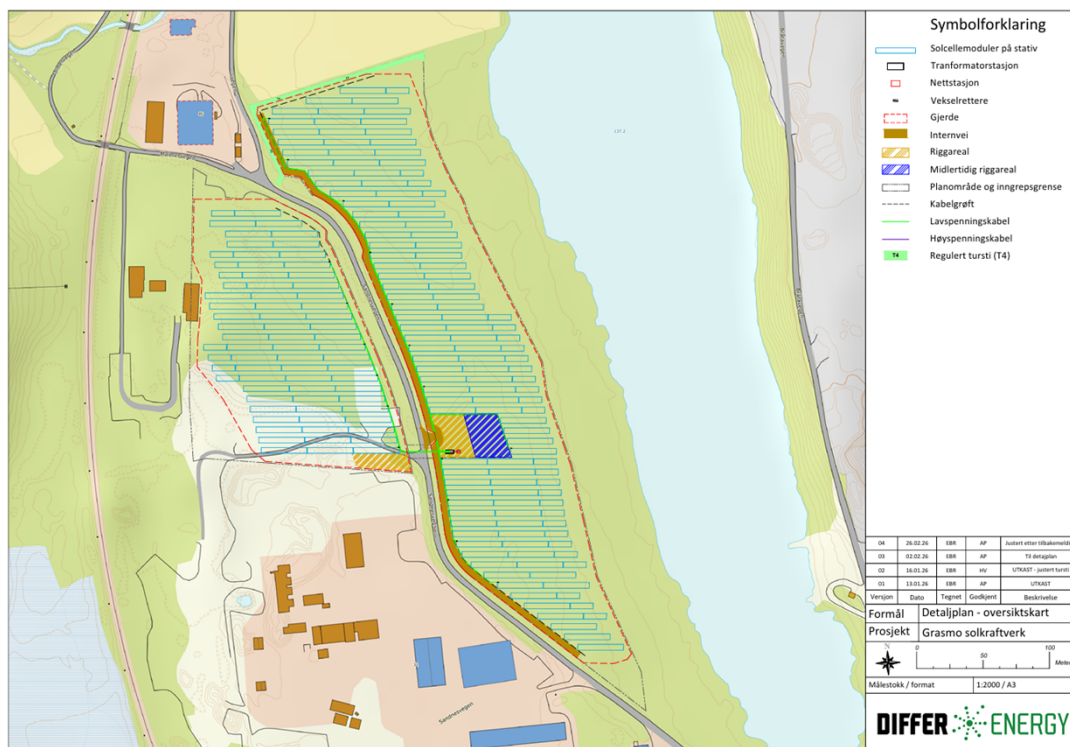 Symbolforklaring
Solcellemoduler på stativ
Tranformatorstasjon
Nettstasjon
Vekselrettere
Gjerde
Internvei
Riggareal
Midlertidig riggareal
Planområde og inngrepsgrense
Kabelgrøft
Lavspenningskabel
Høyspenningskabel
T4 Regulert tursti (T4)
04 26.02.26 EBR AP Justert etter tilbakemeldi
03 02.02.26 EBR AP Til detaljplan
02 16.01.26 EBR HV UTKAST - justert tursti
01 13.01.26 EBR AP UTKAST
Versjon Dato Tegnet Godkjent Beskrivelse
Formål Detaljplan - oversiktskart
Prosjekt Grasmo solkraftverk
N 0 50 100
Meter
Målestokk / format 1:2000 / A3
DIFFER ENERGY
Sandnesvegen